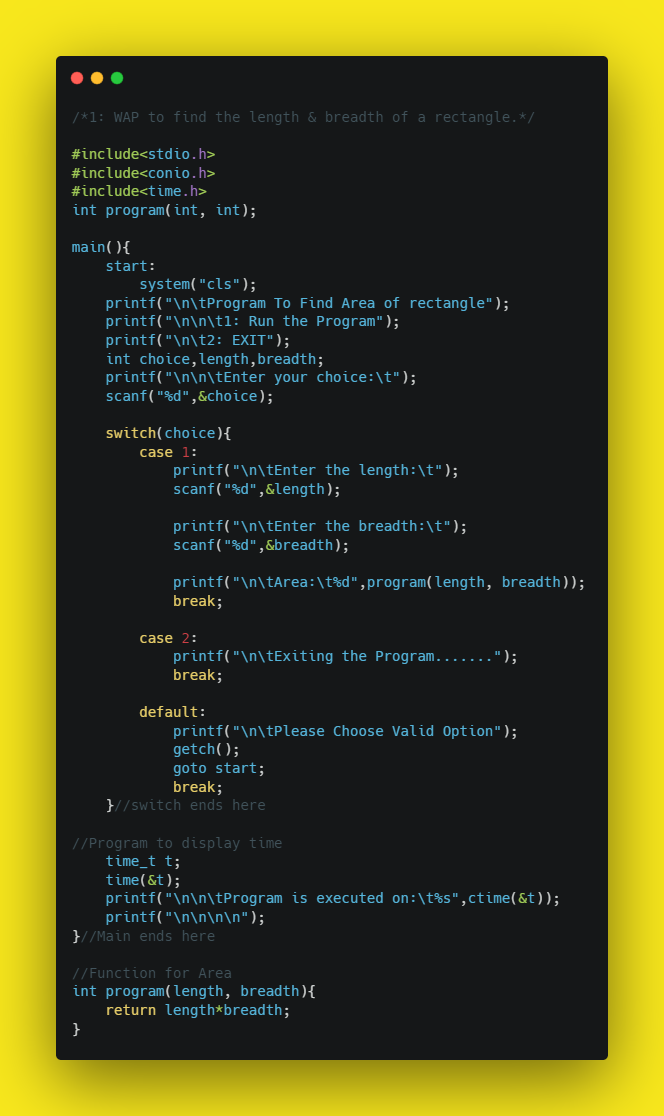 /*1: WAP to find the length & breadth of a rectangle.*/

#include<stdio.h>
#include<conio.h>
#include<time.h>
int program(int, int);

main(){
    start:
        system("cls");
    printf("\n\tProgram To Find Area of rectangle");
    printf("\n\n\t1: Run the Program");
    printf("\n\t2: EXIT");
    int choice,length,breadth;
    printf("\n\n\tEnter your choice:\t");
    scanf("%d",&choice);

    switch(choice){
        case 1:
            printf("\n\tEnter the length:\t");
            scanf("%d",&length);

            printf("\n\tEnter the breadth:\t");
            scanf("%d",&breadth);

            printf("\n\tArea:\t%d",program(length, breadth));
            break;

        case 2:
            printf("\n\tExiting the Program.......");
            break;

        default:
            printf("\n\tPlease Choose Valid Option");
            getch();
            goto start;
            break;
    }//switch ends here

//Program to display time
    time_t t;
    time(&t);
    printf("\n\n\tProgram is executed on:\t%s",ctime(&t));
    printf("\n\n\n\n");
}//Main ends here

//Function for Area
int program(length, breadth){
    return length*breadth;
}